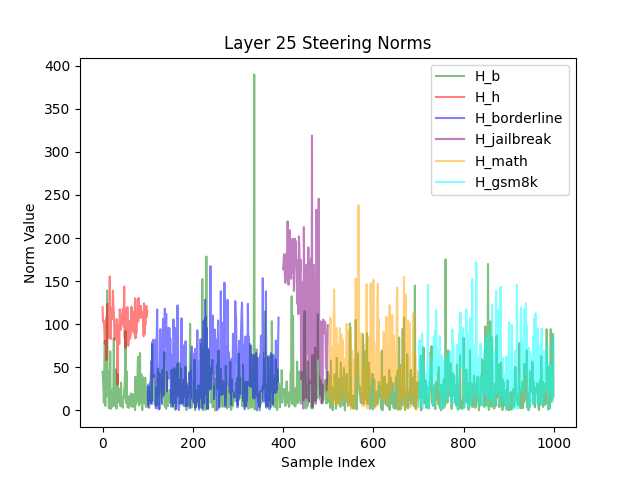 Layer 25 Steering Norms
Norm Value
400
350
300
250
200
150
100
50
0
H_b
H_h
H_borderline
H_jailbreak
H_math
H_gsm8k
0 200 400 600 800 1000
Sample Index